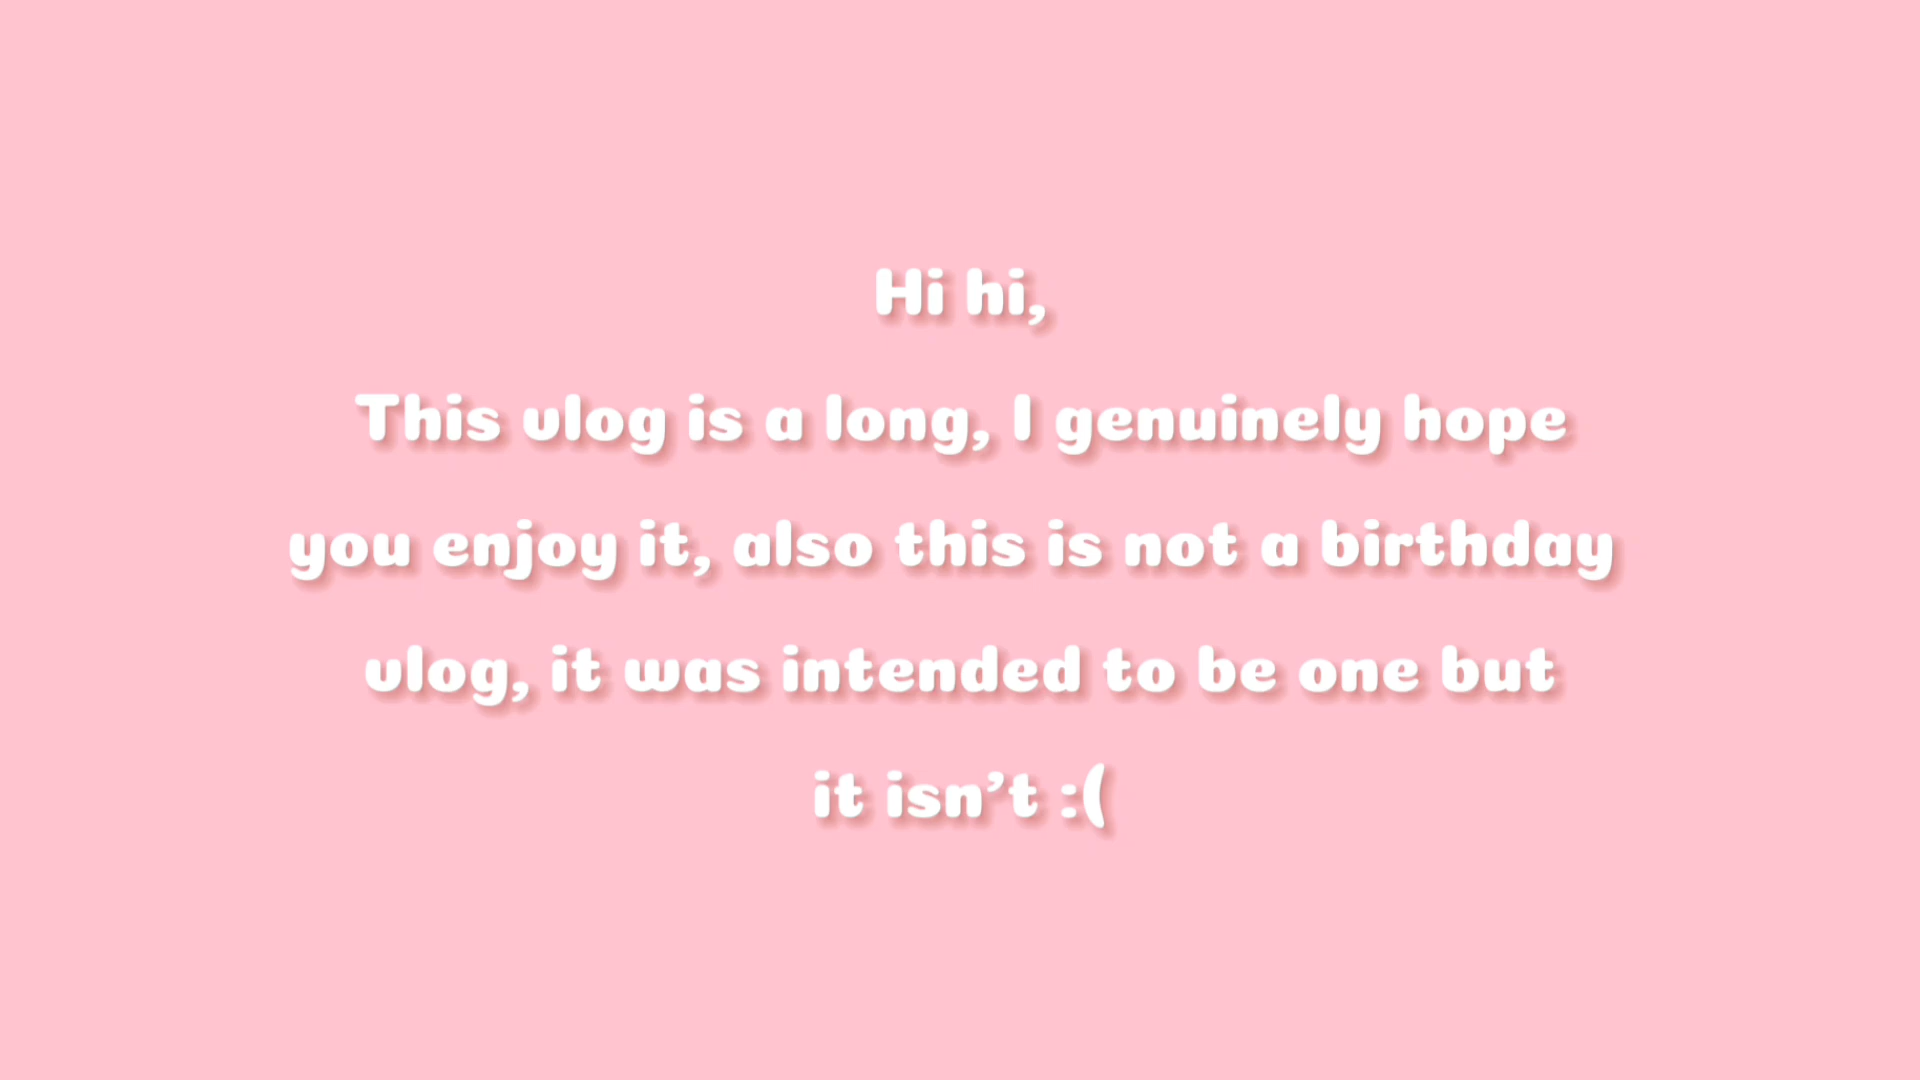 Hi hi,
This vlog is a long, I genuinely hope
you enjoy it, also this is not a birthday
vlog, it was intended to be one but
it isn’t :(